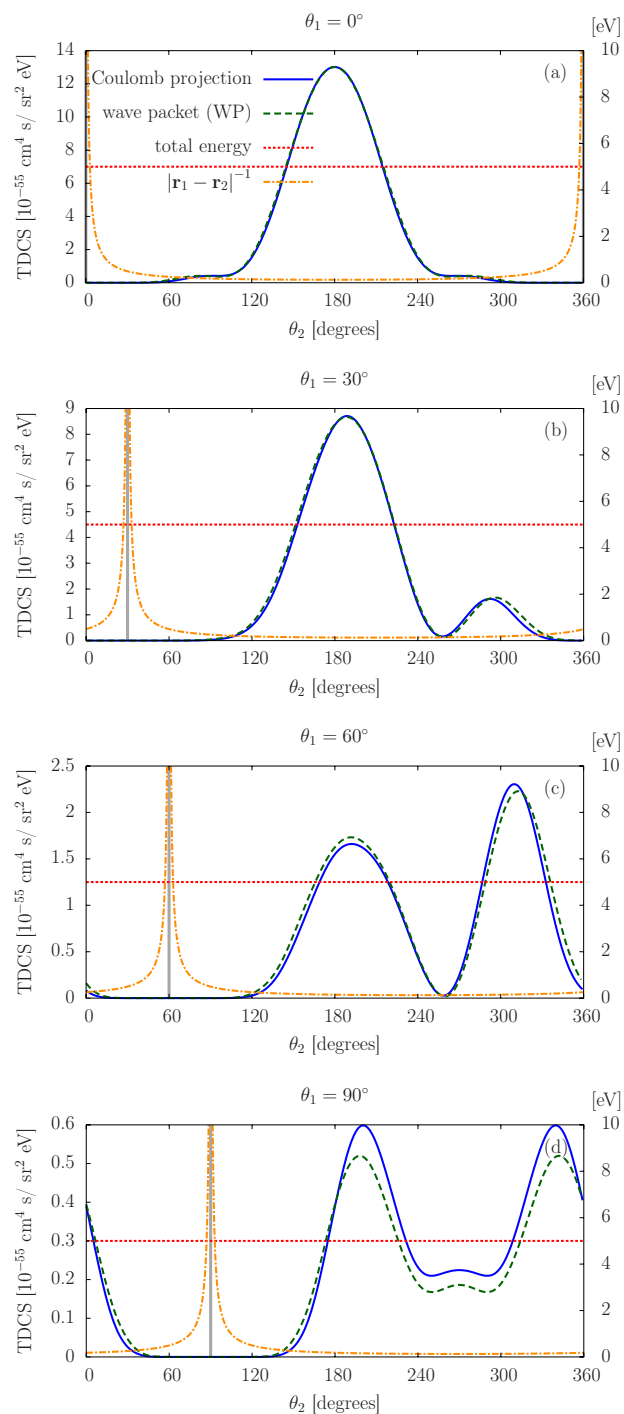 θ₁ = 0°
TDCS [10⁻⁵⁵ cm⁴ s/ sr² eV]
[eV]
14
12
10
8
6
4
2
0
10
8
6
4
2
0
Coulomb projection
wave packet (WP)
total energy
|r₁ − r₂|⁻¹
(a)
0 60 120 180 240 300 360
θ₂ [degrees]
θ₁ = 30°
TDCS [10⁻⁵⁵ cm⁴ s/ sr² eV]
[eV]
9
8
7
6
5
4
3
2
1
0
10
8
6
4
2
0
(b)
0 60 120 180 240 300 360
θ₂ [degrees]
θ₁ = 60°
TDCS [10⁻⁵⁵ cm⁴ s/ sr² eV]
[eV]
2.5
2
1.5
1
0.5
0
10
8
6
4
2
0
(c)
0 60 120 180 240 300 360
θ₂ [degrees]
θ₁ = 90°
TDCS [10⁻⁵⁵ cm⁴ s/ sr² eV]
[eV]
0.6
0.5
0.4
0.3
0.2
0.1
0
10
8
6
4
2
0
(d)
0 60 120 180 240 300 360
θ₂ [degrees]